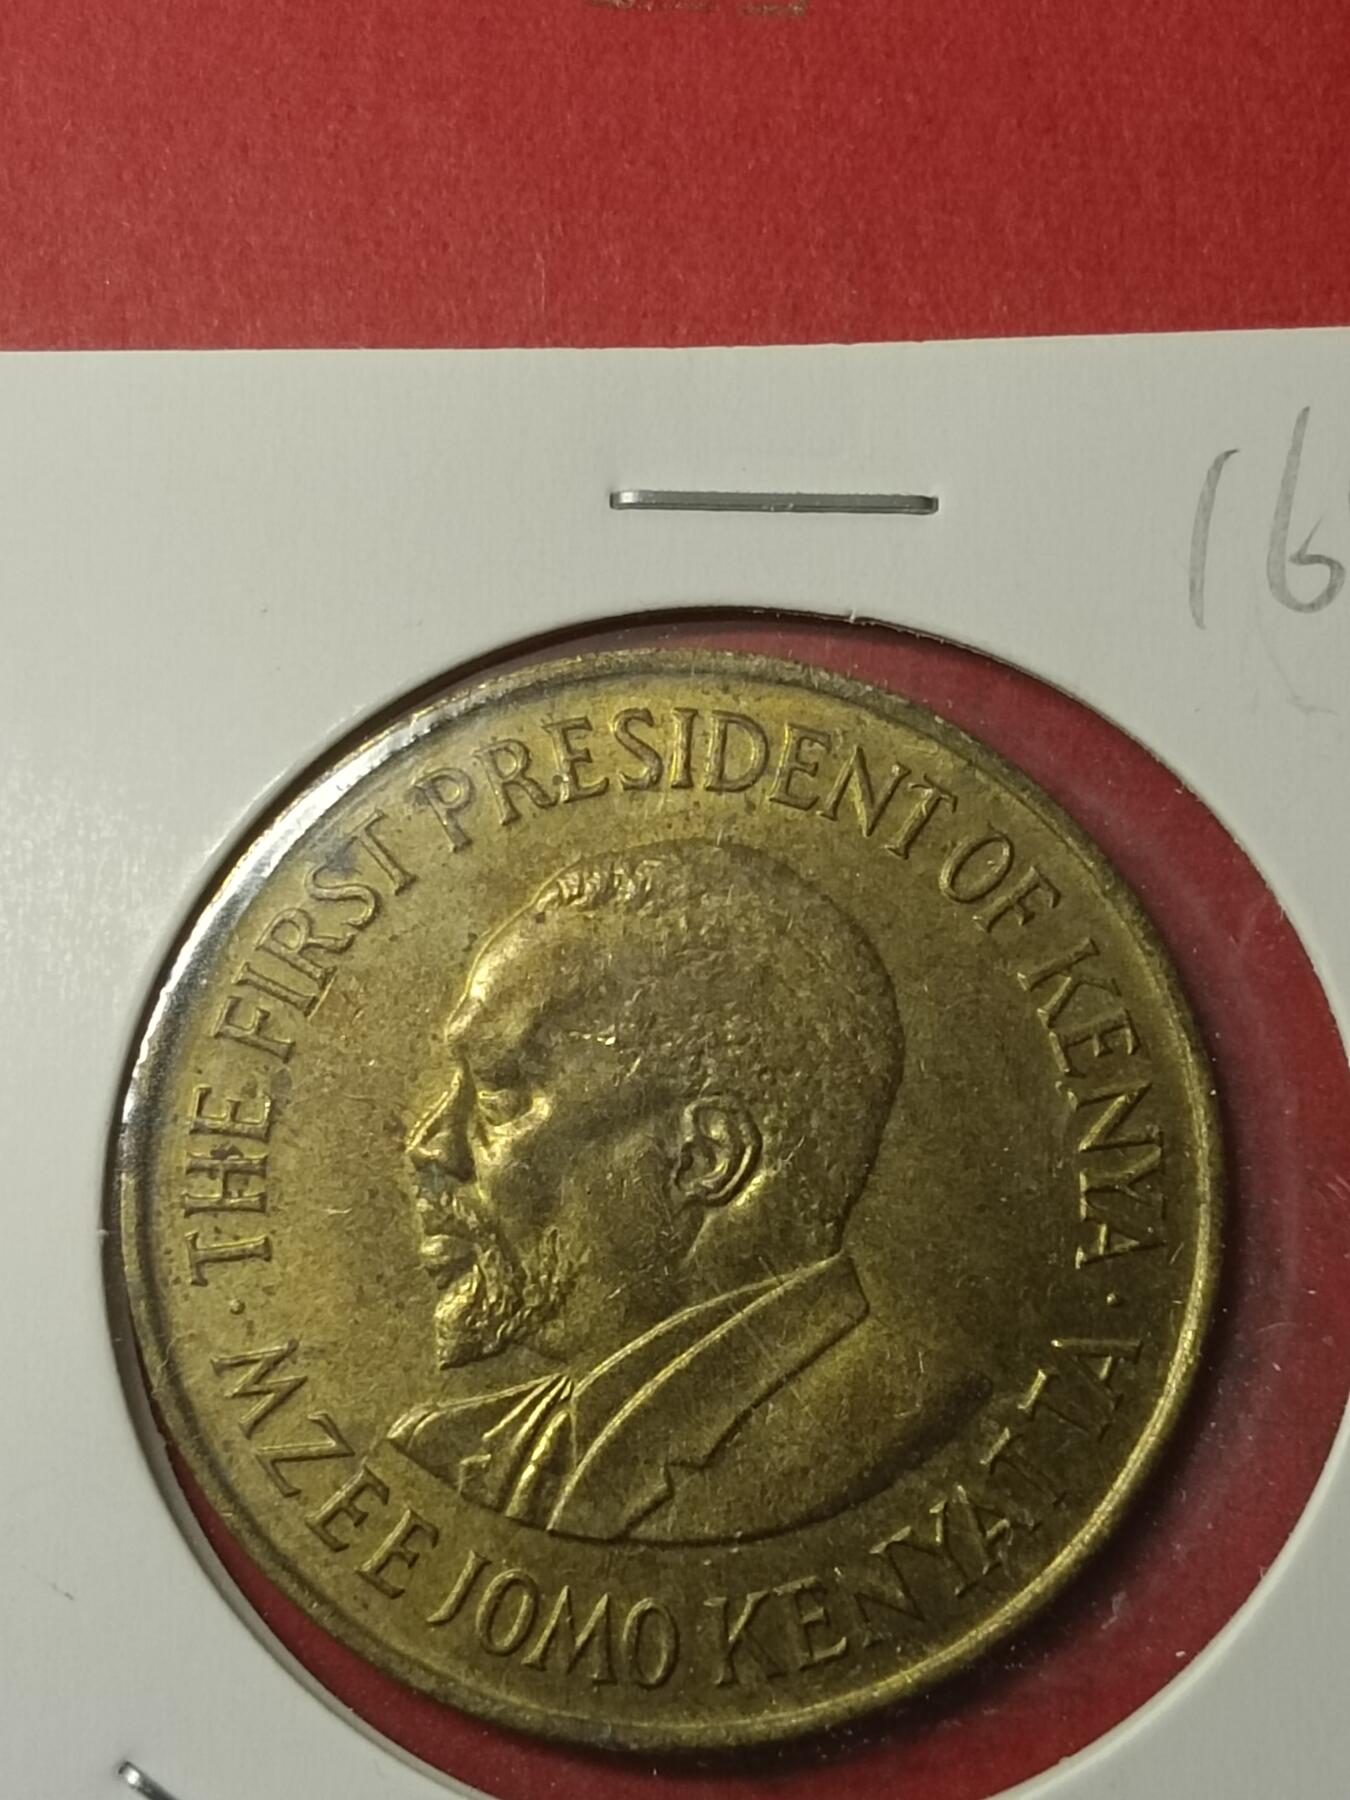 16
· THE FIRST PRESIDENT OF KENYA ·
MZEE JOMO KENYATTA